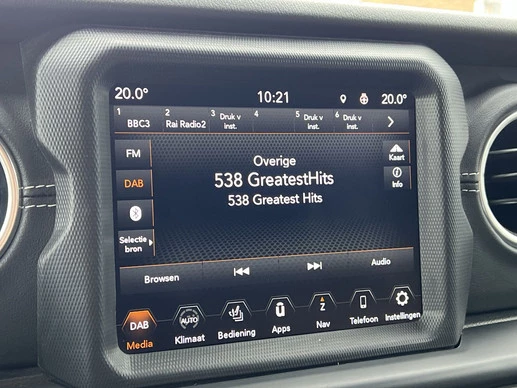 20.0° 10:21 20.0°
1 2 3 Druk v 4 5 Druk v 6 Druk v
BBC3 Rai Radio2 inst. inst. inst.
FM
DAB
Selectie
bron
Overige
538 GreatestHits
538 Greatest Hits
Kaart
i
Info
Browsen Audio
DAB AUTO ū Z
Media Klimaat Bediening Apps Nav Telefoon Instellingen